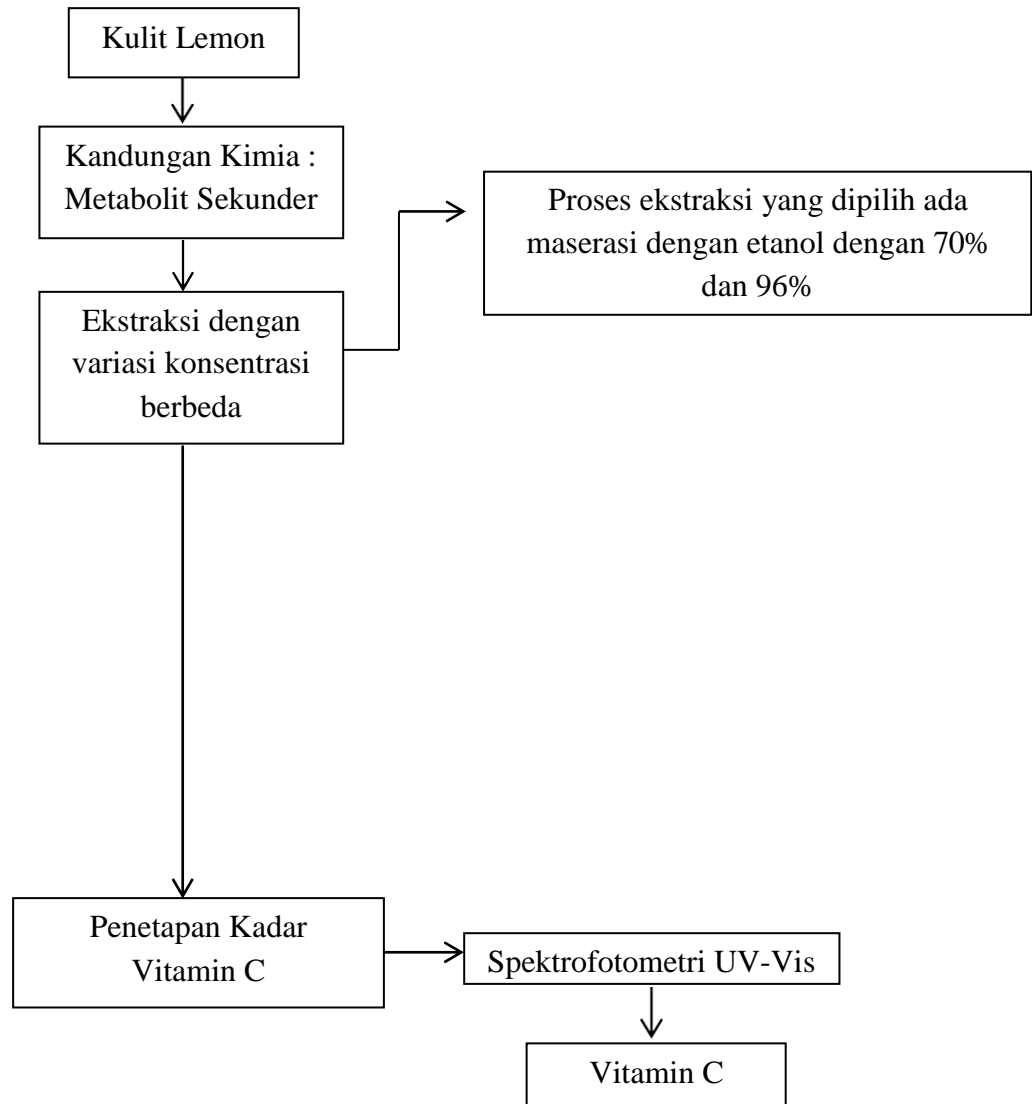 Kulit Lemon
Kandungan Kimia :
Metabolit Sekunder
Proses ekstraksi yang dipilih ada
maserasi dengan etanol dengan 70%
dan 96%
Ekstraksi dengan
variasi konsentrasi
berbeda
Penetapan Kadar
Vitamin C
Spektrofotometri UV-Vis
Vitamin C